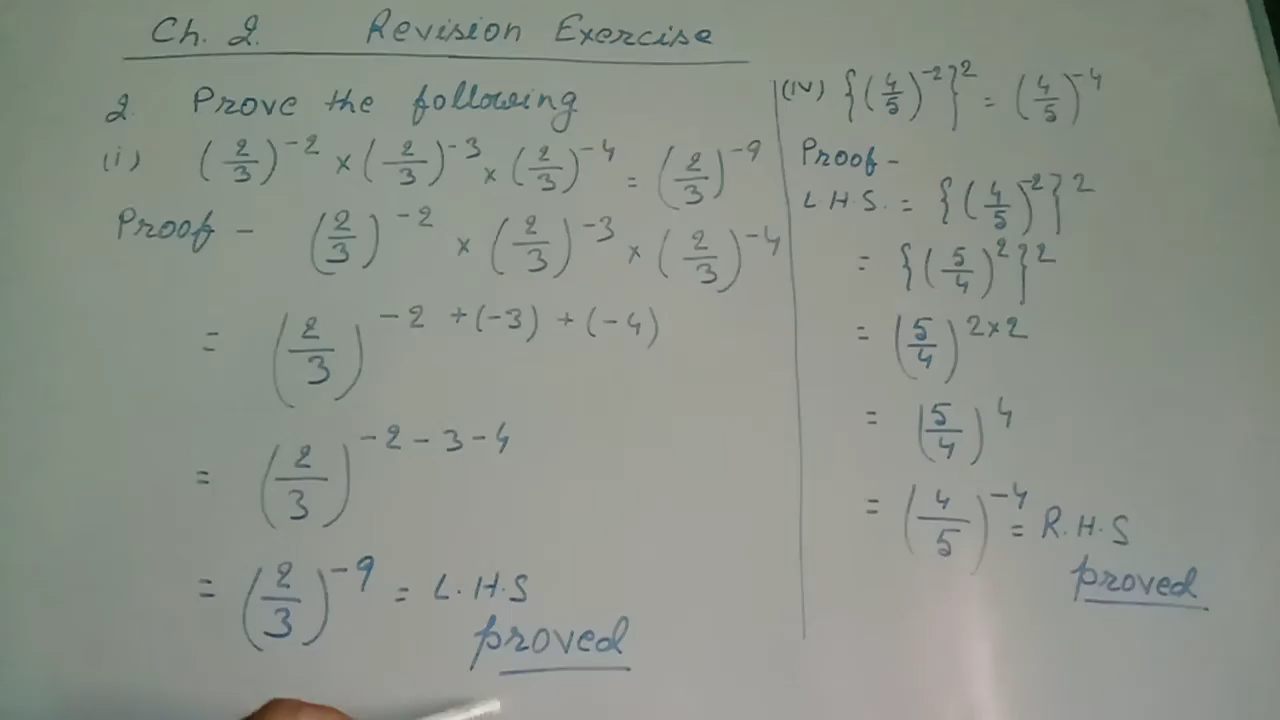 Ch. 2. Revision Exercise
2. Prove the following
(i) (2/3)^-2 × (2/3)^-3 × (2/3)^-4 = (2/3)^-9
Proof - (2/3)^-2 × (2/3)^-3 × (2/3)^-4
= (2/3)^-2 + (-3) + (-4)
= (2/3)^-2 - 3 - 4
= (2/3)^-9 = L.H.S
proved
(iv) {(4/5)^-2}^2 = (4/5)^-4
Proof -
L.H.S. = {(4/5)^-2}^2
= {(5/4)^2}^2
= (5/4)^2×2
= (5/4)^4
= (4/5)^-4 = R.H.S
proved